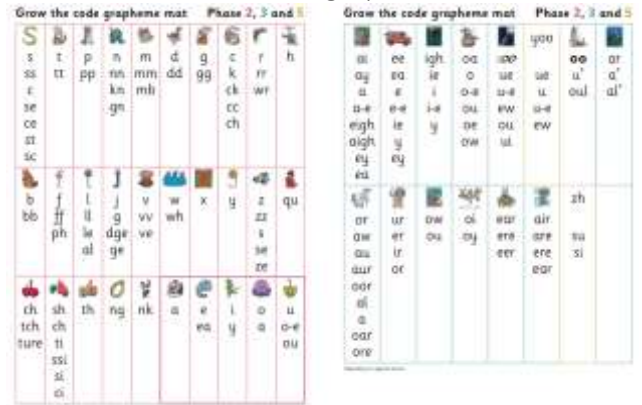 Grow the code grapheme mat Phase 2, 3 and 5
s t p n m d g c r h
ss tt pp nn mm dd gg k rr
c kn mb ck wr
se gn cc
ce ch
st
sc
b f l j v w x y z qu
bb ff ll g vv wh zz
ph le dge ve s
al ge se
ze
ch sh th ng nk a e i o u
tch ch ea y a o-e
ture ti ou
ssi
si
ci
Grow the code grapheme mat Phase 2, 3 and 5
yoo
ai ee igh oa oo oo ar
ay ea ie o ue ue u* a*
a e i o-e u-e u oul al*
a-e e-e i-e ou ew u-e
eigh ie y oe ou ew
aigh y ow ui
ey ey
ea
zh
or ur ow oi ear air
aw er ou oy ere are su
au ir eer ere si
aur or ear
oor
al
a
oar
ore